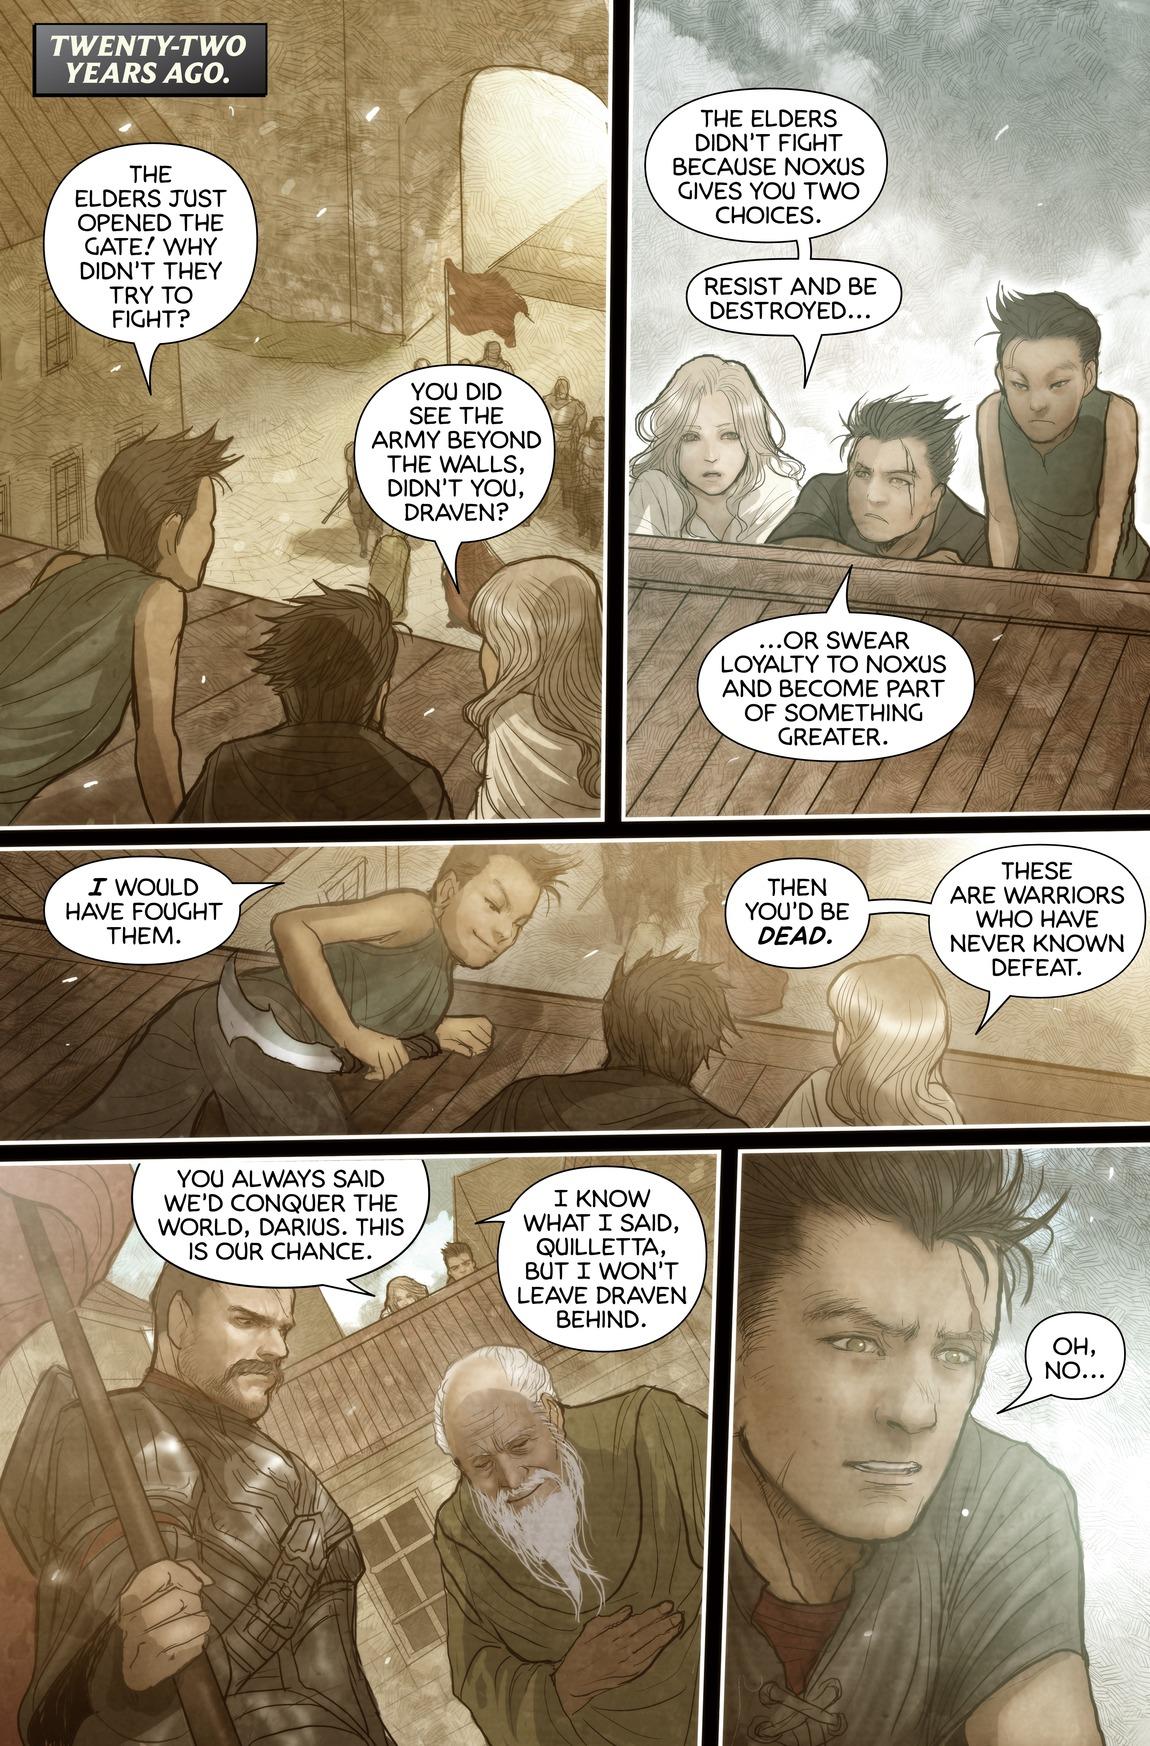 TWENTY-TWO
YEARS AGO.
THE
ELDERS JUST
OPENED THE
GATE! WHY
DIDN'T THEY
TRY TO
FIGHT?
YOU DID
SEE THE
ARMY BEYOND
THE WALLS,
DIDN'T YOU,
DRAVEN?
THE ELDERS
DIDN'T FIGHT
BECAUSE NOXUS
GIVES YOU TWO
CHOICES.
RESIST AND BE
DESTROYED...
...OR SWEAR
LOYALTY TO NOXUS
AND BECOME PART
OF SOMETHING
GREATER.
I WOULD
HAVE FOUGHT
THEM.
THEN
YOU'D BE
DEAD.
THESE
ARE WARRIORS
WHO HAVE
NEVER KNOWN
DEFEAT.
YOU ALWAYS SAID
WE'D CONQUER THE
WORLD, DARIUS. THIS
IS OUR CHANCE.
I KNOW
WHAT I SAID,
QUILLETTA,
BUT I WON'T
LEAVE DRAVEN
BEHIND.
OH,
NO...